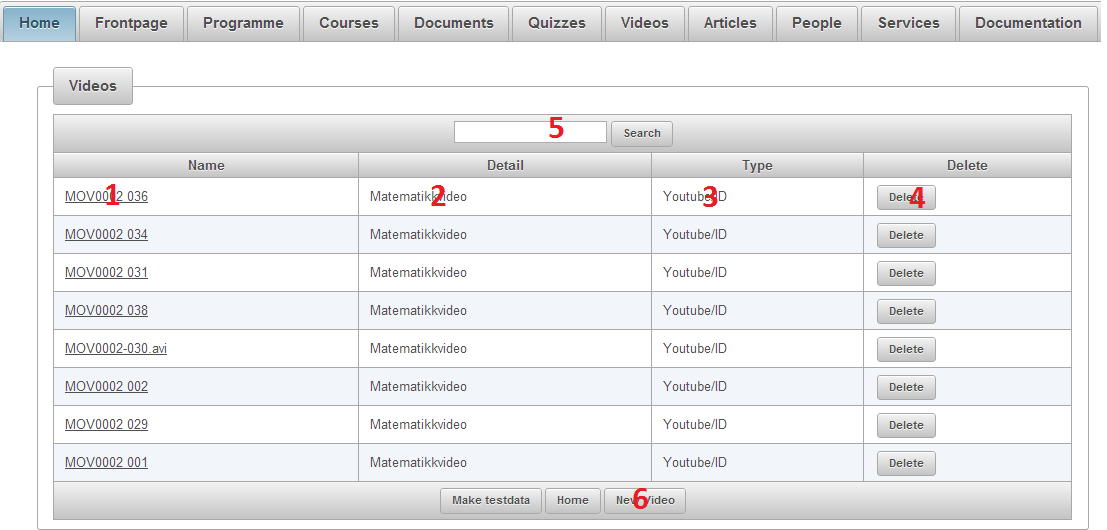 Home Frontpage Programme Courses Documents Quizzes Videos Articles People Services Documentation
Videos
5 Search
Name Detail Type Delete
MOV0002 036 1 Matematikkvideo 2 Youtube/ID 3 Delete 4
MOV0002 034 Matematikkvideo Youtube/ID Delete
MOV0002 031 Matematikkvideo Youtube/ID Delete
MOV0002 038 Matematikkvideo Youtube/ID Delete
MOV0002-030.avi Matematikkvideo Youtube/ID Delete
MOV0002 002 Matematikkvideo Youtube/ID Delete
MOV0002 029 Matematikkvideo Youtube/ID Delete
MOV0002 001 Matematikkvideo Youtube/ID Delete
Make testdata Home New Video 6